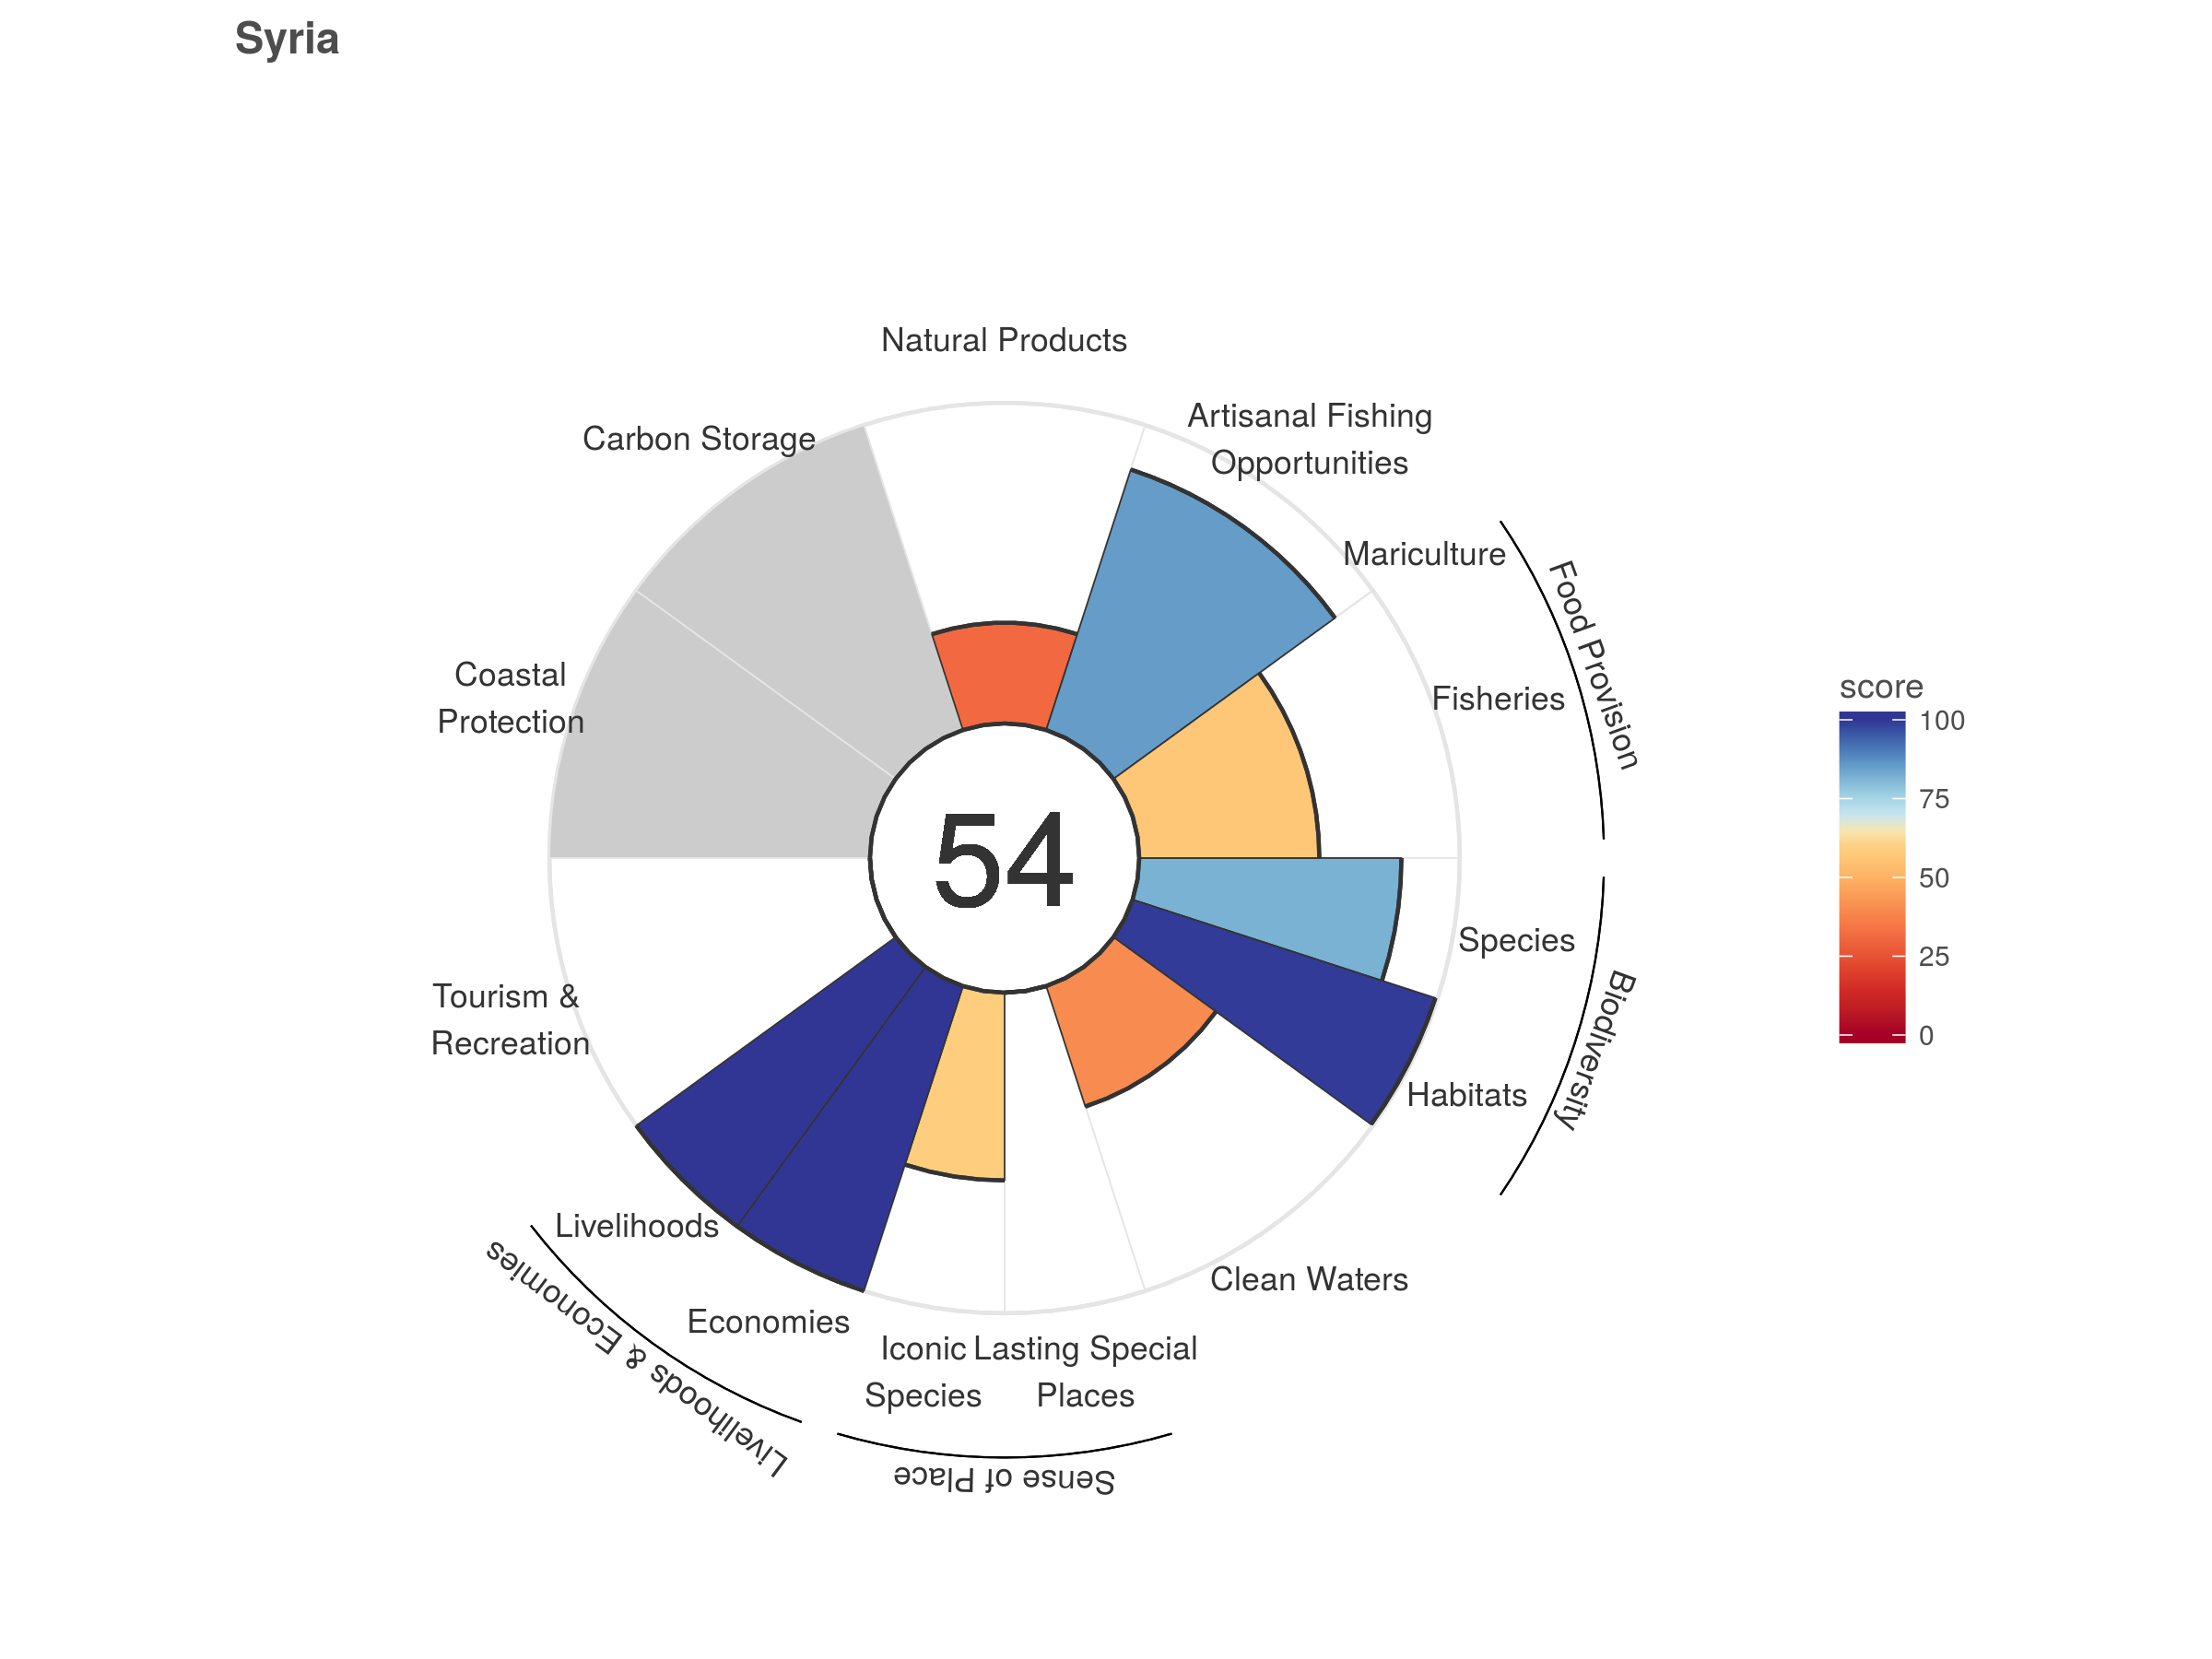 Syria
Natural Products
Artisanal Fishing
Opportunities
Carbon Storage
Mariculture
Food Provision
Fisheries
Coastal
Protection
score
100
75
50
25
0
54
Species
Biodiversity
Habitats
Tourism &
Recreation
Livelihoods
Clean Waters
Economies
Livelihoods & Economies
Iconic
Species
Lasting Special
Places
Sense of Place